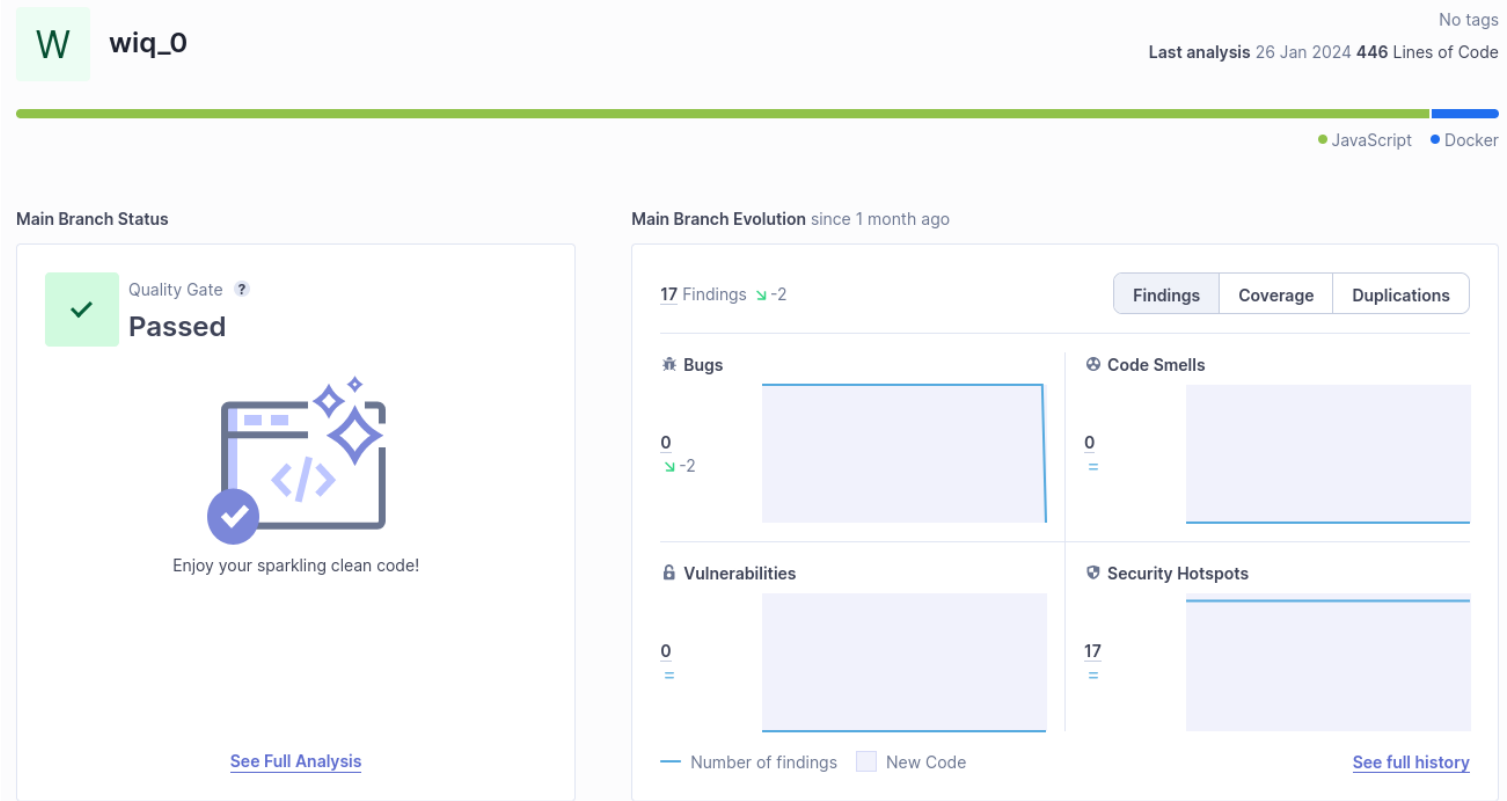 W
wiq_0
No tags
Last analysis 26 Jan 2024 446 Lines of Code
JavaScript Docker
Main Branch Status
Quality Gate ?
Passed
</>
Enjoy your sparkling clean code!
See Full Analysis
Main Branch Evolution since 1 month ago
17 Findings -2
Findings Coverage Duplications
Bugs
0
-2
Code Smells
0
=
Vulnerabilities
0
=
Security Hotspots
17
=
Number of findings New Code
See full history